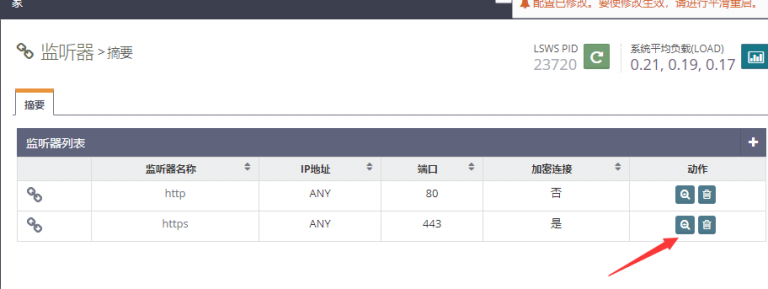 家
配置已修改。要使修改生效，请进行平滑重启。
监听器 > 摘要
LSWS PID
23720
系统平均负载(LOAD)
0.21, 0.19, 0.17
摘要
监听器列表
监听器名称 IP地址 端口 加密连接 动作
http ANY 80 否
https ANY 443 是